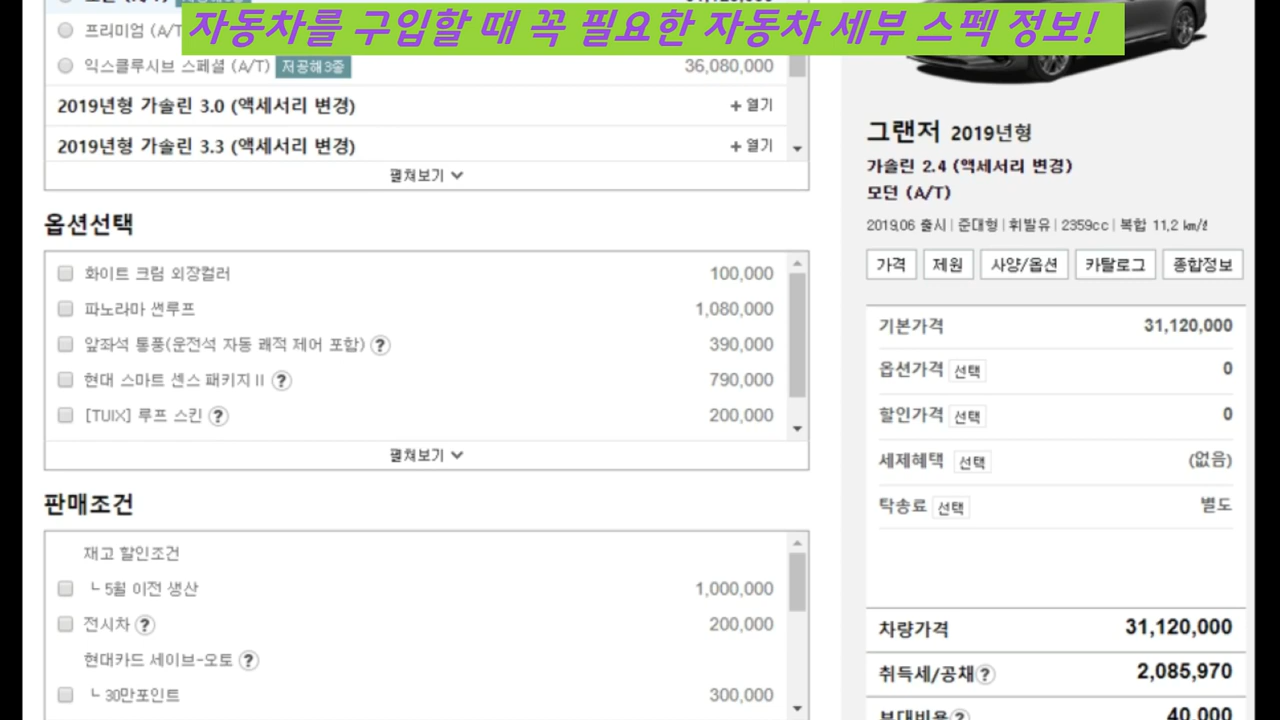 자동차를 구입할 때 꼭 필요한 자동차 세부 스펙 정보!
프리미엄 (A/T
익스클루시브 스페셜 (A/T) 저공해3종 36,080,000
2019년형 가솔린 3.0 (액세서리 변경) + 열기
2019년형 가솔린 3.3 (액세서리 변경) + 열기
펼쳐보기
옵션선택
화이트 크림 외장컬러 100,000
파노라마 썬루프 1,080,000
앞좌석 통풍(운전석 자동 쾌적 제어 포함) ? 390,000
현대 스마트 센스 패키지 II ? 790,000
[TUIX] 루프 스킨 ? 200,000
펼쳐보기
판매조건
재고 할인조건
ㄴ 5월 이전 생산 1,000,000
전시차 ? 200,000
현대카드 세이브-오토 ?
ㄴ 30만포인트 300,000
그랜저 2019년형
가솔린 2.4 (액세서리 변경)
모던 (A/T)
2019.06 출시 | 준대형 | 휘발유 | 2359cc | 복합 11.2 km/ℓ
가격 제원 사양/옵션 카탈로그 종합정보
기본가격 31,120,000
옵션가격 선택 0
할인가격 선택 0
세제혜택 선택 (없음)
탁송료 선택 별도
차량가격 31,120,000
취득세/공채 ? 2,085,970
부대비용 ? 40,000